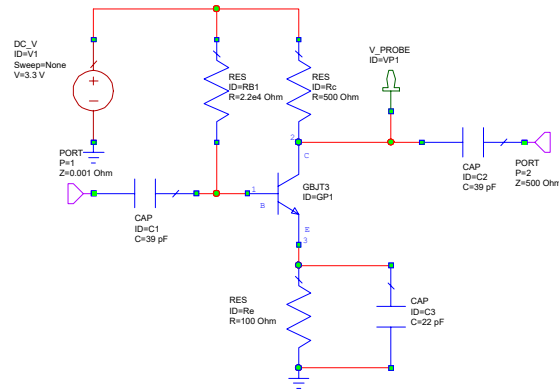 DC_V
ID=V1
Sweep=None
V=3.3 V
RES
ID=RB1
R=2.2e4 Ohm
RES
ID=Rc
R=500 Ohm
V_PROBE
ID=VP1
PORT
P=1
Z=0.001 Ohm
CAP
ID=C1
C=39 pF
1
B
2
C
GBJT3
ID=GP1
E
3
CAP
ID=C2
C=39 pF
PORT
P=2
Z=500 Ohm
RES
ID=Re
R=100 Ohm
CAP
ID=C3
C=22 pF